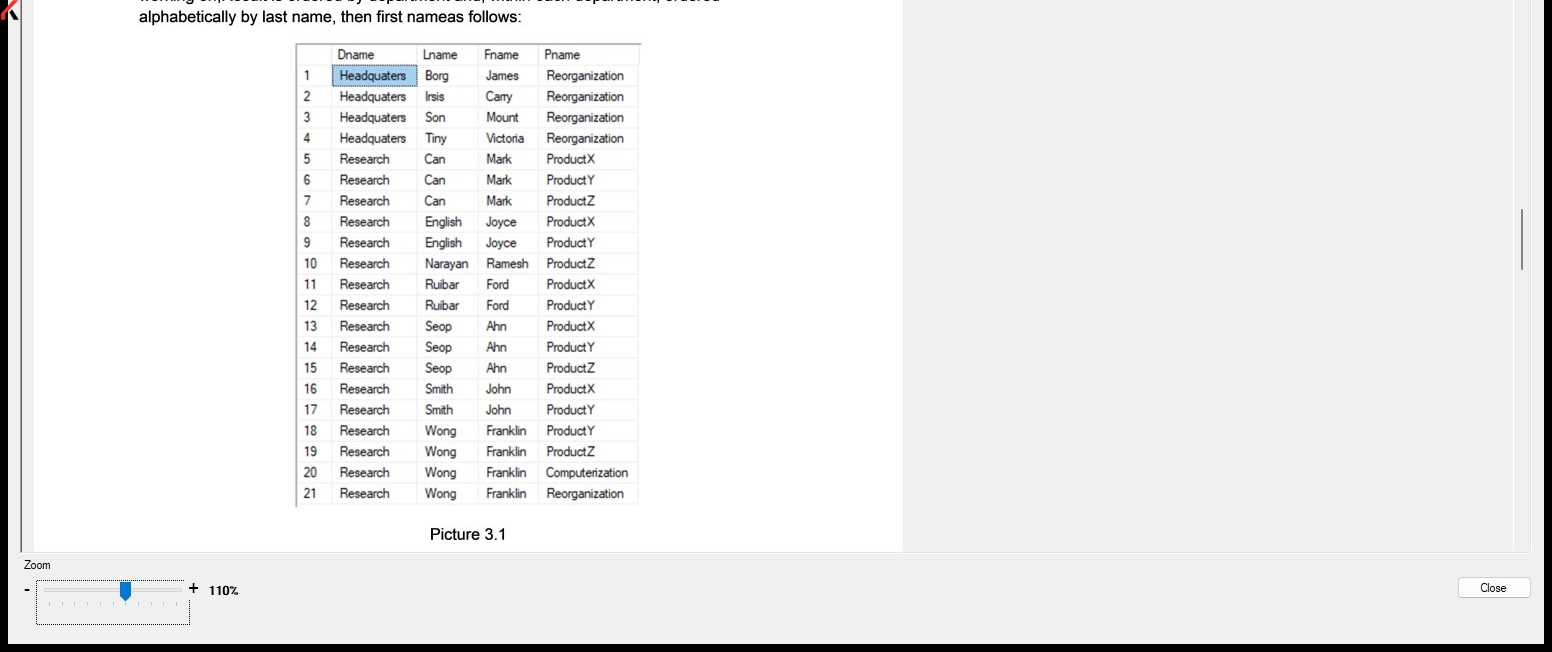 alphabetically by last name, then first nameas follows:
Dname Lname Fname Pname
1 Headquaters Borg James Reorganization
2 Headquaters Irsis Carry Reorganization
3 Headquaters Son Mount Reorganization
4 Headquaters Tiny Victoria Reorganization
5 Research Can Mark ProductX
6 Research Can Mark ProductY
7 Research Can Mark ProductZ
8 Research English Joyce ProductX
9 Research English Joyce ProductY
10 Research Narayan Ramesh ProductZ
11 Research Ruibar Ford ProductX
12 Research Ruibar Ford ProductY
13 Research Seop Ahn ProductX
14 Research Seop Ahn ProductY
15 Research Seop Ahn ProductZ
16 Research Smith John ProductX
17 Research Smith John ProductY
18 Research Wong Franklin ProductY
19 Research Wong Franklin ProductZ
20 Research Wong Franklin Computerization
21 Research Wong Franklin Reorganization
Picture 3.1
Zoom
- + 110%
Close